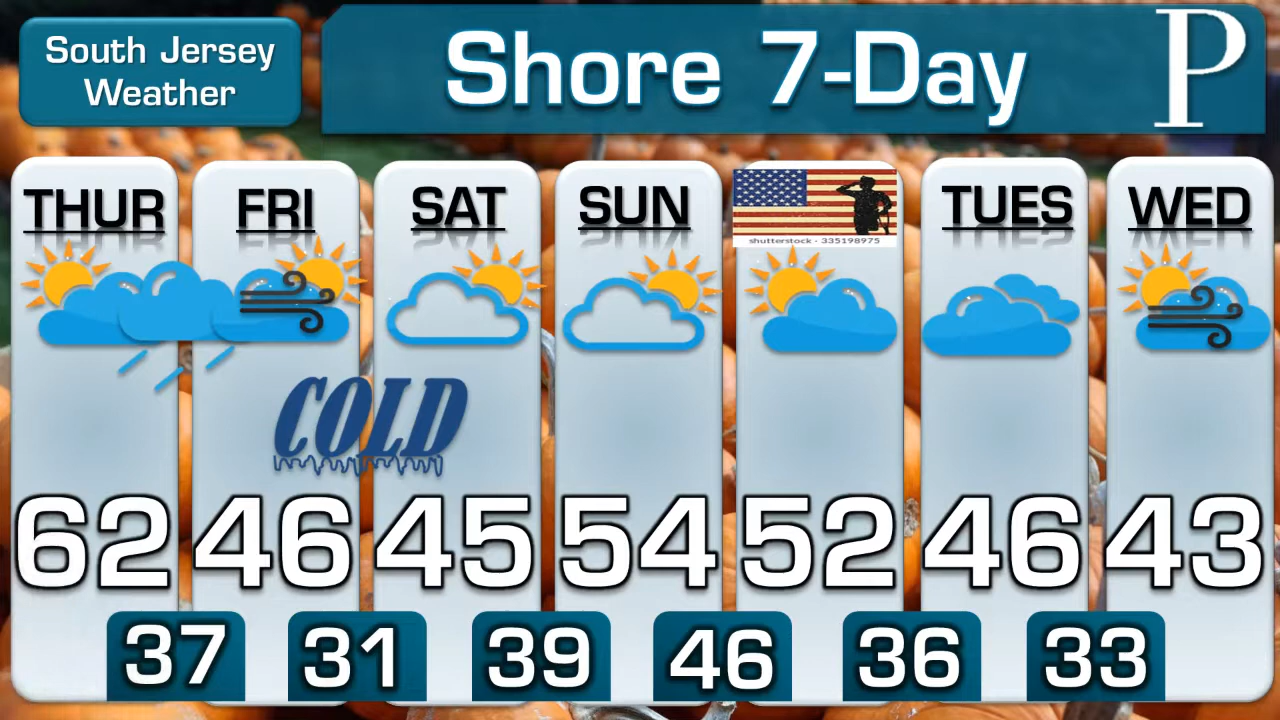 South Jersey
Weather
Shore 7-Day
P
THUR
FRI
SAT
SUN
shutterstock · 335198975
TUES
WED
COLD
62
46
45
54
52
46
43
37
31
39
46
36
33